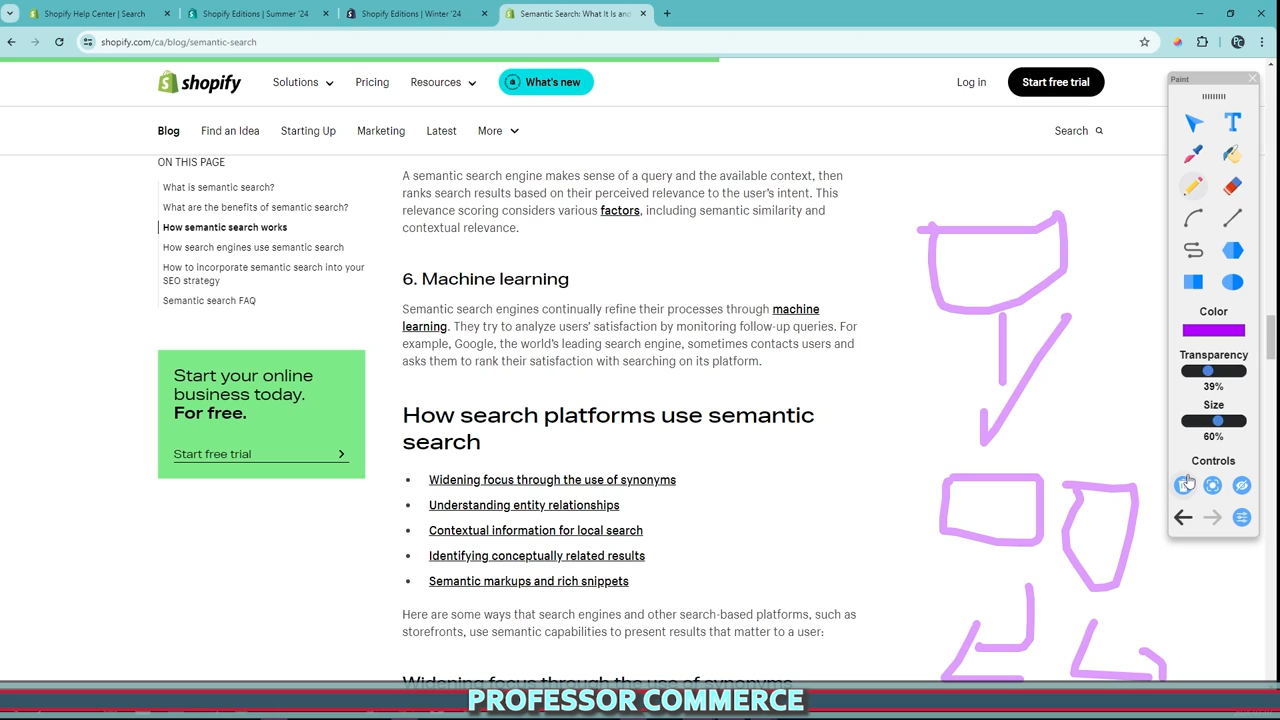 Shopify Help Center | Search
Shopify Editions | Summer '24
Shopify Editions | Winter '24
Semantic Search: What It Is and
shopify.com/ca/blog/semantic-search
shopify
Solutions
Pricing
Resources
What's new
Log in
Start free trial
Blog
Find an Idea
Starting Up
Marketing
Latest
More
Search
ON THIS PAGE
What is semantic search?
What are the benefits of semantic search?
How semantic search works
How search engines use semantic search
How to incorporate semantic search into your
SEO strategy
Semantic search FAQ
Start your online
business today.
For free.
Start free trial
A semantic search engine makes sense of a query and the available context, then
ranks search results based on their perceived relevance to the user's intent. This
relevance scoring considers various factors, including semantic similarity and
contextual relevance.
6. Machine learning
Semantic search engines continually refine their processes through machine
learning. They try to analyze users' satisfaction by monitoring follow-up queries. For
example, Google, the world's leading search engine, sometimes contacts users and
asks them to rank their satisfaction with searching on its platform.
How search platforms use semantic
search
• Widening focus through the use of synonyms
• Understanding entity relationships
• Contextual information for local search
• Identifying conceptually related results
• Semantic markups and rich snippets
Here are some ways that search engines and other search-based platforms, such as
storefronts, use semantic capabilities to present results that matter to a user:
Widening focus through the use of synonyms
Paint
T
Color
Transparency
39%
Size
60%
Controls
PROFESSOR COMMERCE